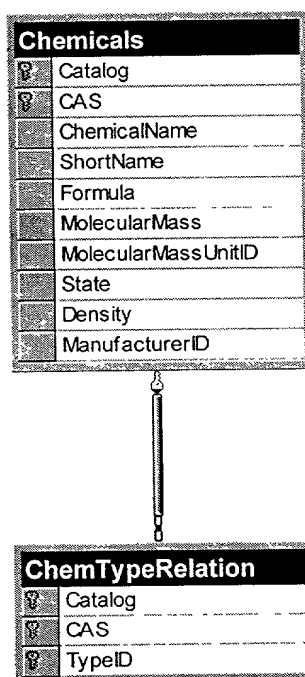 Chemicals
Catalog
CAS
ChemicalName
ShortName
Formula
MolecularMass
MolecularMassUnitID
State
Density
ManufacturerID
ChemTypeRelation
Catalog
CAS
TypeID